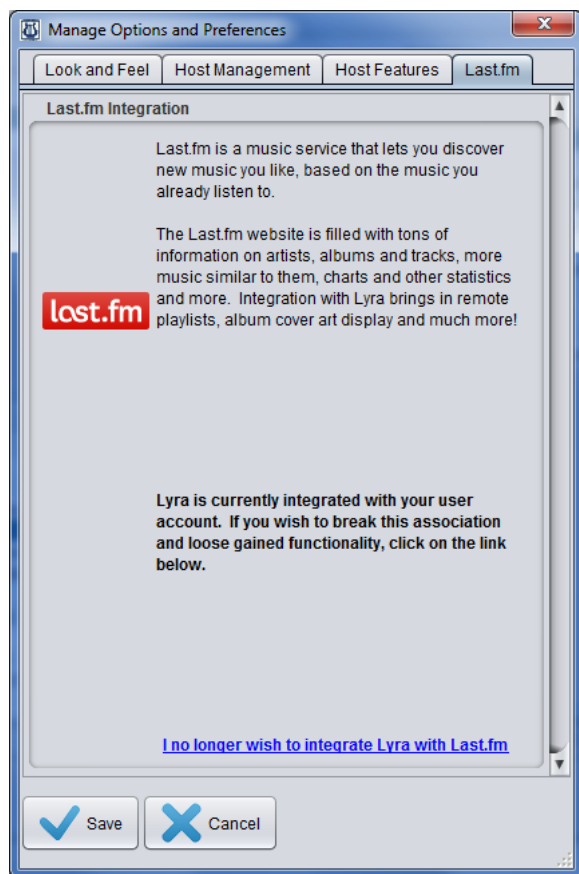 Manage Options and Preferences
Look and Feel Host Management Host Features Last.fm
Last.fm Integration
Last.fm is a music service that lets you discover
new music you like, based on the music you
already listen to.
The Last.fm website is filled with tons of
information on artists, albums and tracks, more
music similar to them, charts and other statistics
and more.  Integration with Lyra brings in remote
last.fm
playlists, album cover art display and much more!
Lyra is currently integrated with your user
account.  If you wish to break this association
and loose gained functionality, click on the link
below.
I no longer wish to integrate Lyra with Last.fm
Save Cancel